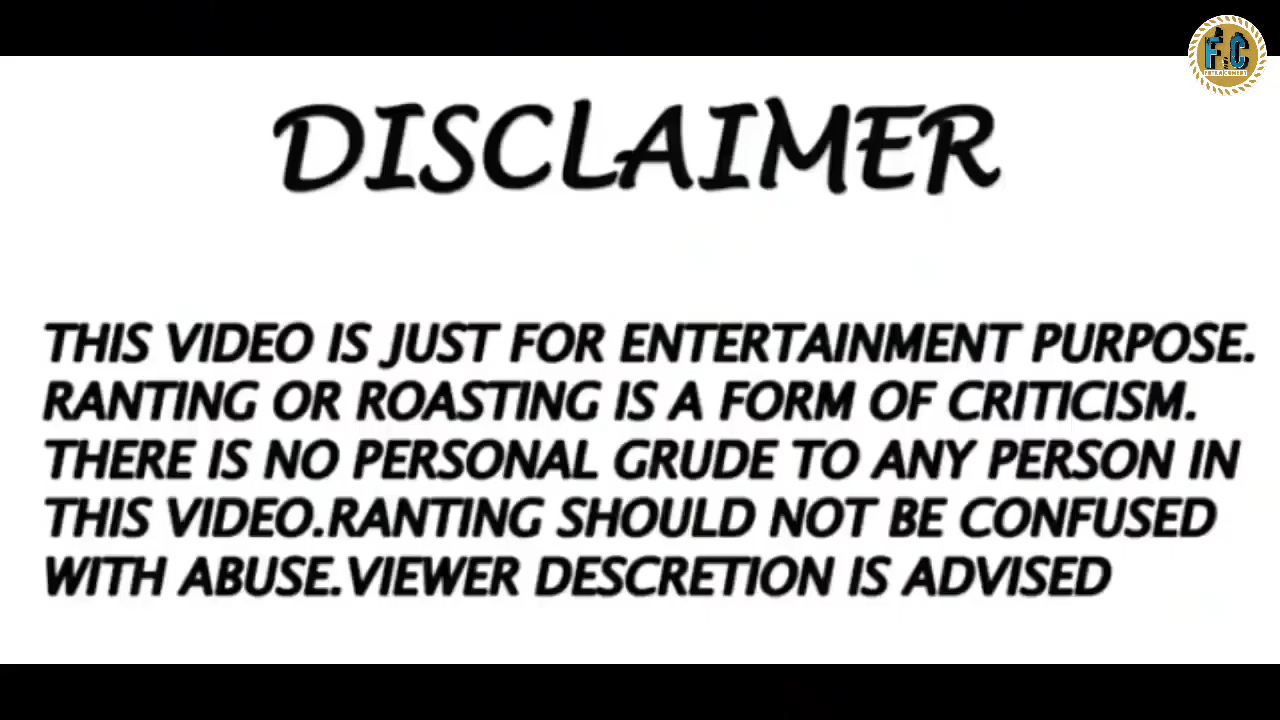 FC
DISCLAIMER
THIS VIDEO IS JUST FOR ENTERTAINMENT PURPOSE.
RANTING OR ROASTING IS A FORM OF CRITICISM.
THERE IS NO PERSONAL GRUDE TO ANY PERSON IN
THIS VIDEO.RANTING SHOULD NOT BE CONFUSED
WITH ABUSE.VIEWER DESCRETION IS ADVISED